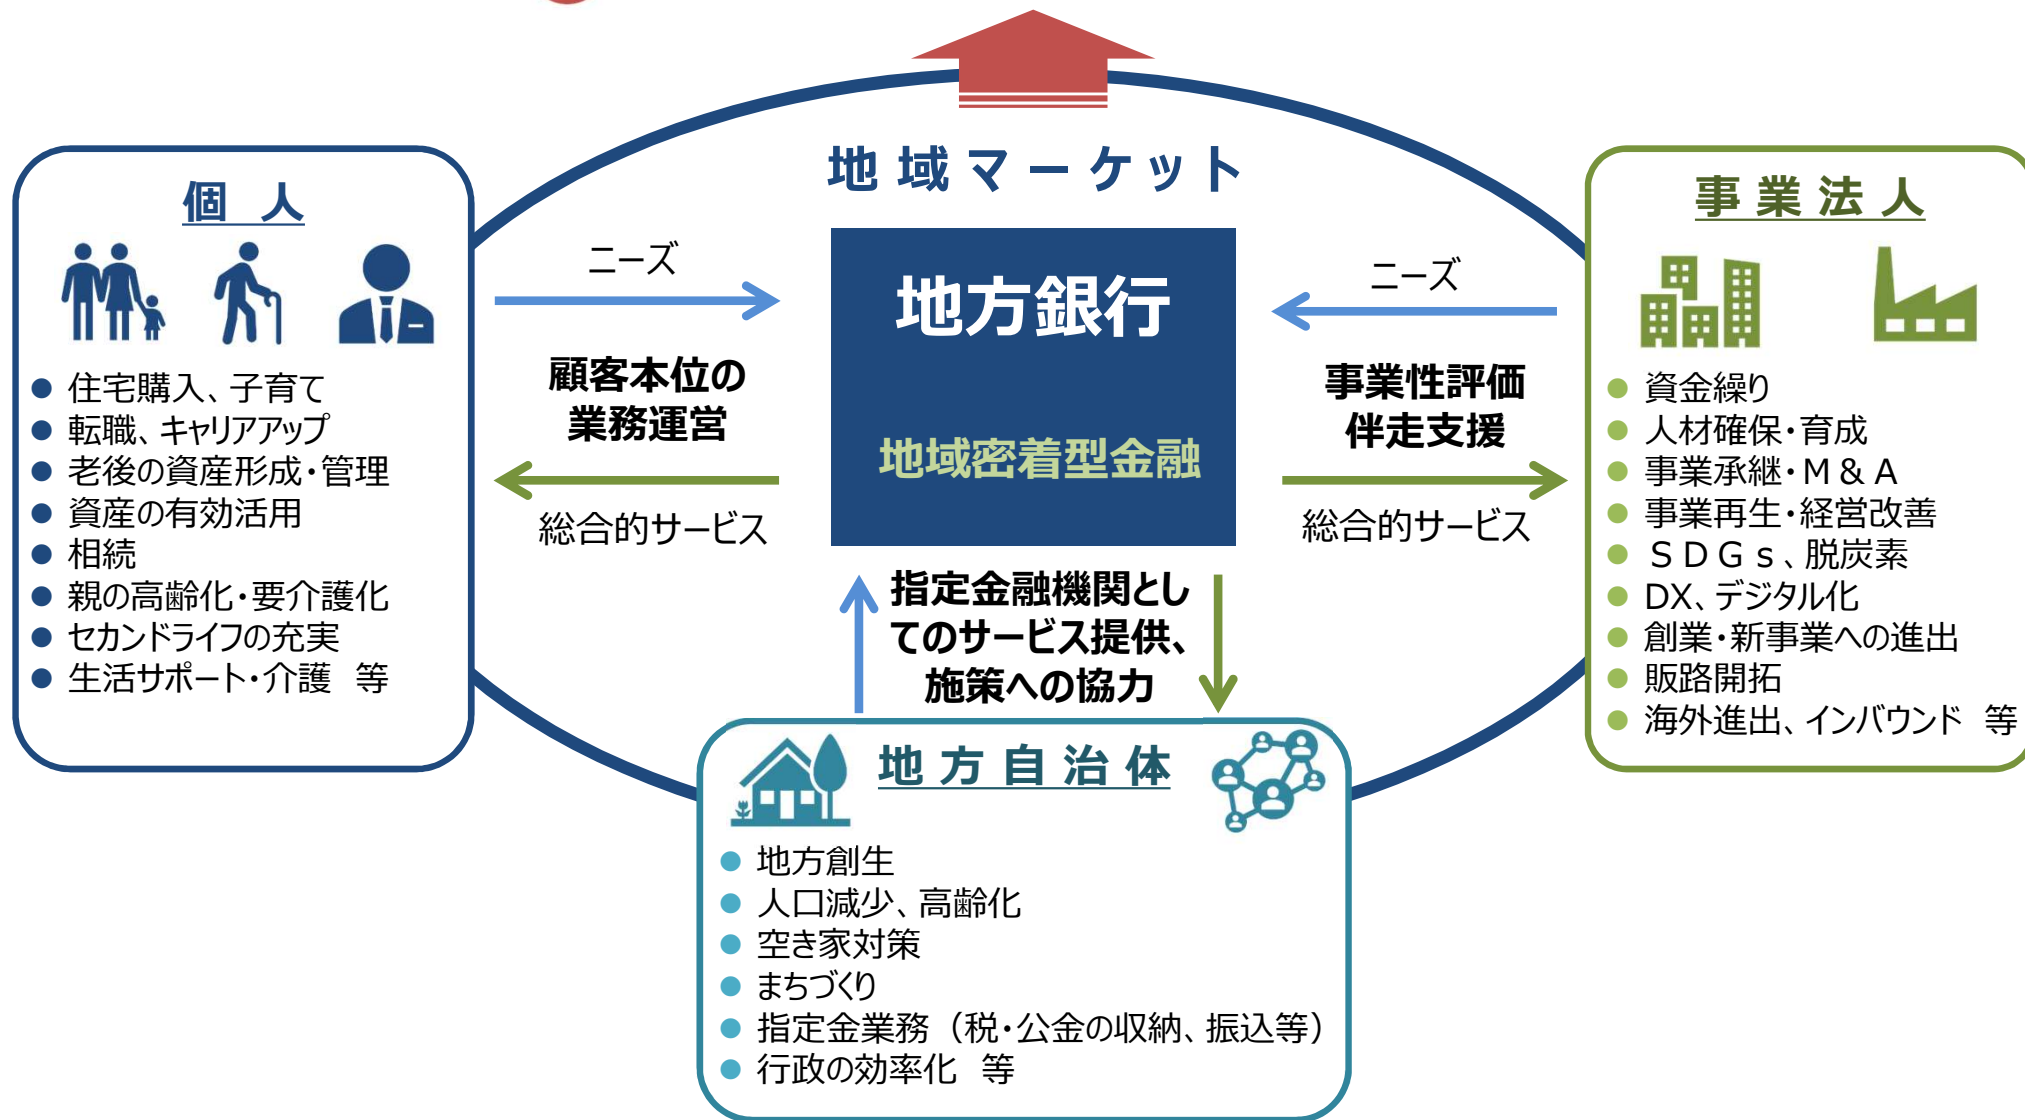 地域マーケット
個 人
住宅購入、子育て
転職、キャリアアップ
老後の資産形成・管理
資産の有効活用
相続
親の高齢化・要介護化
セカンドライフの充実
生活サポート・介護 等
ニーズ
顧客本位の
業務運営
総合的サービス
地方銀行
地域密着型金融
ニーズ
事業性評価
伴走支援
総合的サービス
事業法人
資金繰り
人材確保・育成
事業承継・M&A
事業再生・経営改善
SDGs、脱炭素
DX、デジタル化
創業・新事業への進出
販路開拓
海外進出、インバウンド 等
指定金融機関とし
てのサービス提供、
施策への協力
地方自治体
地方創生
人口減少、高齢化
空き家対策
まちづくり
指定金業務（税・公金の収納、振込等）
行政の効率化 等